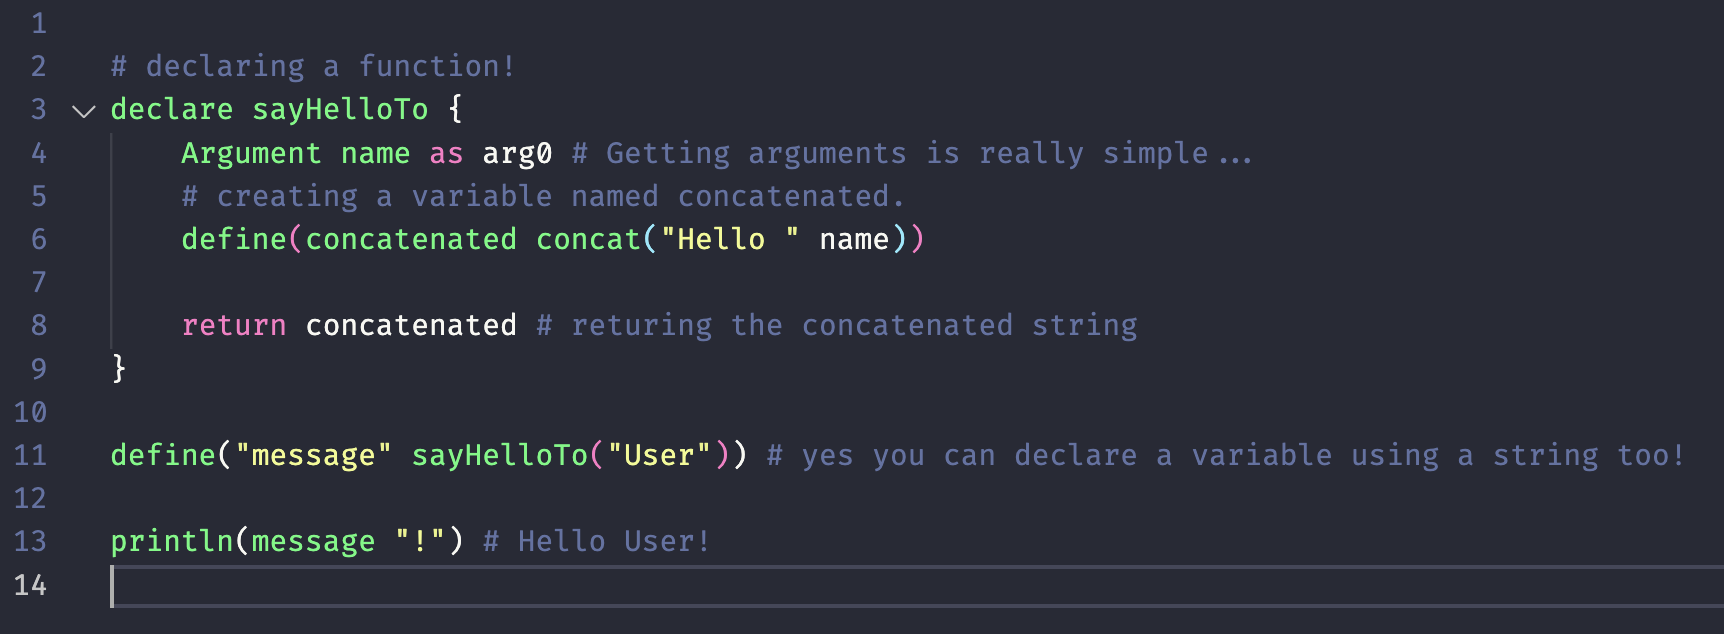 1
2 # declaring a function!
3 declare sayHelloTo {
4 Argument name as arg0 # Getting arguments is really simple...
5 # creating a variable named concatenated.
6 define(concatenated concat("Hello " name))
7
8 return concatenated # returing the concatenated string
9 }
10
11 define("message" sayHelloTo("User")) # yes you can declare a variable using a string too!
12
13 println(message "!") # Hello User!
14